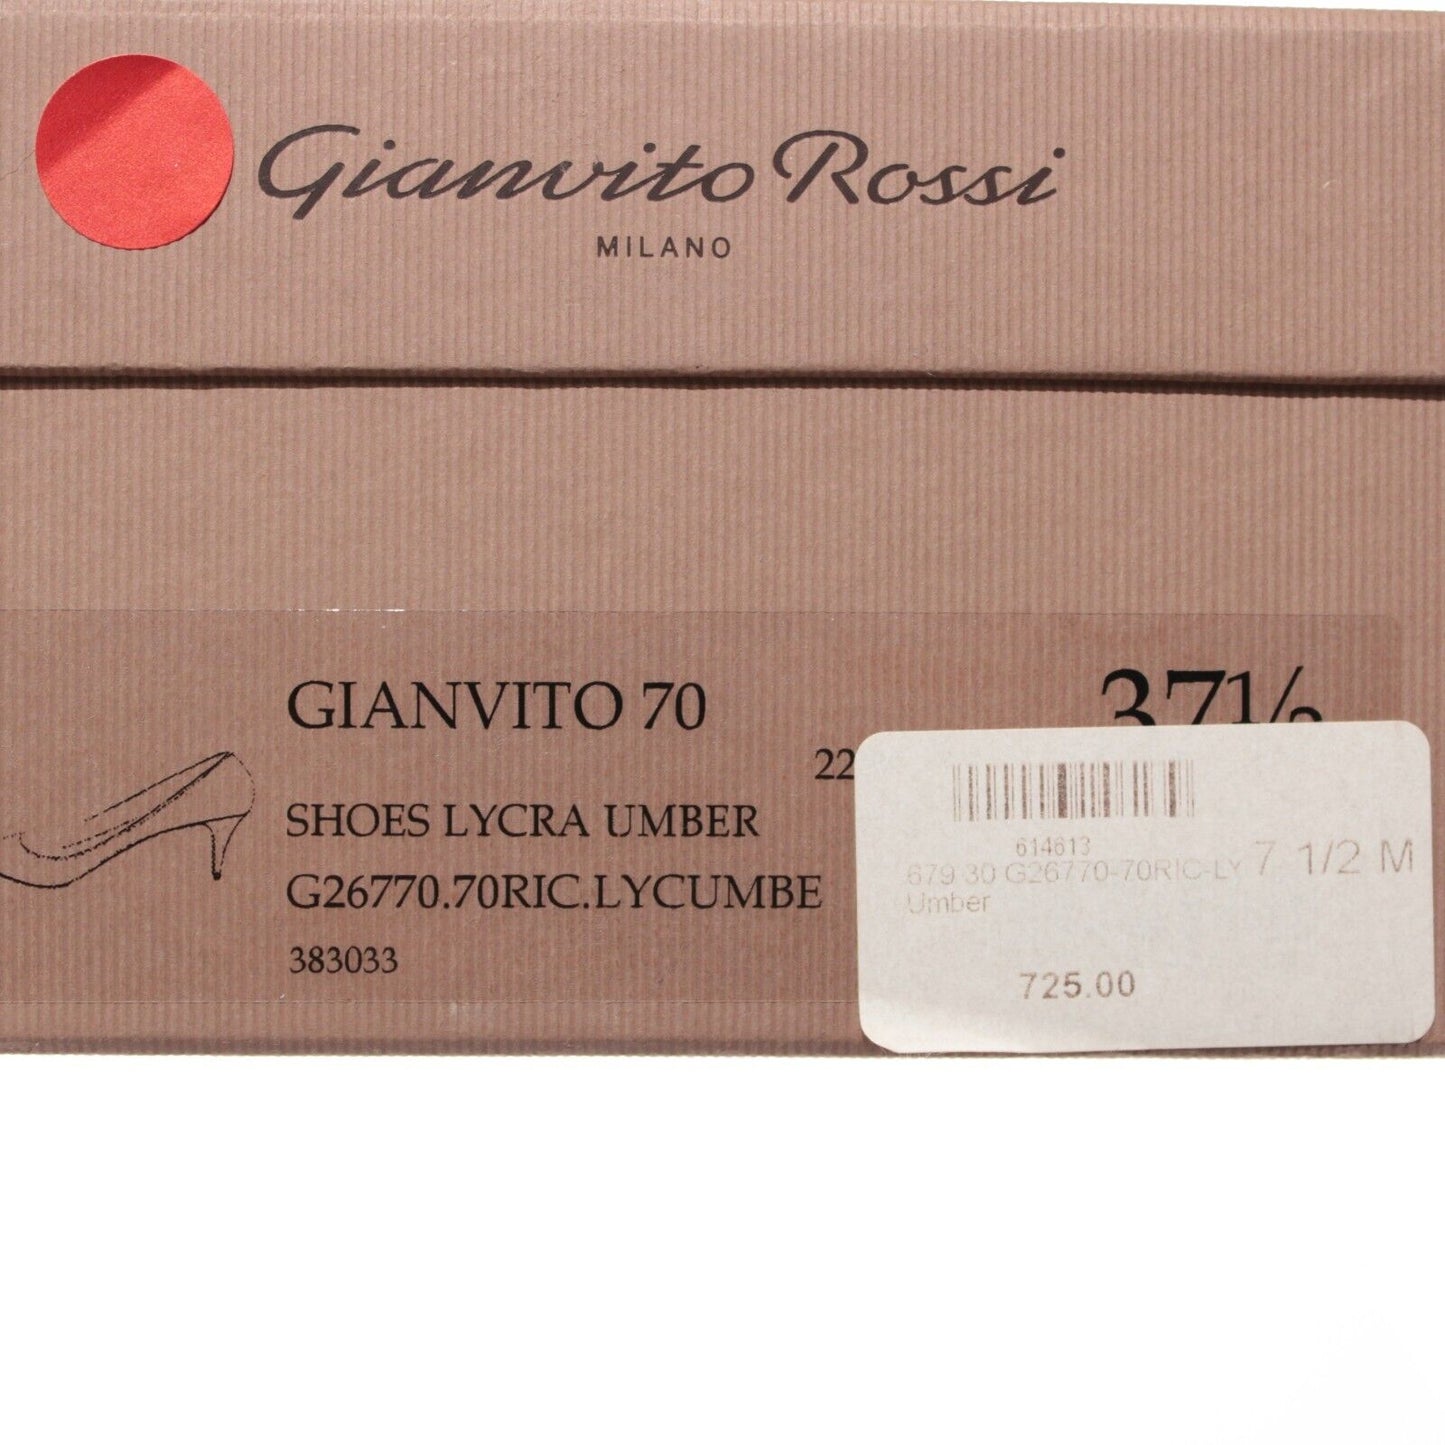 Gianvito Rossi
MILANO
GIANVITO 70
37½
22
SHOES LYCRA UMBER
G26770.70RIC.LYCUMBE
383033
614613
679 30 G26770-70RIC-LY 7 1/2 M
Umber
725.00